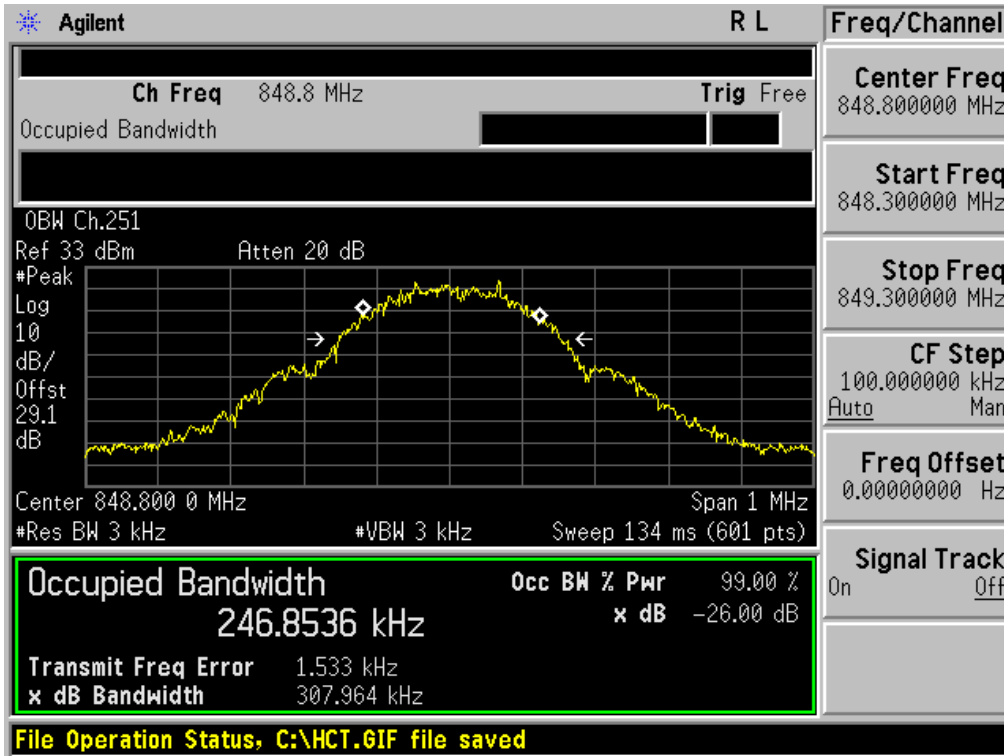 Agilent
R L
Freq/Channel
Ch Freq 848.8 MHz
Trig Free
Occupied Bandwidth
Center Freq
848.800000 MHz
Start Freq
848.300000 MHz
Stop Freq
849.300000 MHz
CF Step
100.000000 kHz
Auto Man
Freq Offset
0.00000000 Hz
Signal Track
On Off
OBW Ch.251
Ref 33 dBm
Atten 20 dB
#Peak
Log
10
dB/
Offst
29.1
dB
Center 848.800 0 MHz
Span 1 MHz
#Res BW 3 kHz
#VBW 3 kHz
Sweep 134 ms (601 pts)
Occupied Bandwidth
246.8536 kHz
Occ BW % Pwr 99.00 %
x dB -26.00 dB
Transmit Freq Error 1.533 kHz
x dB Bandwidth 307.964 kHz
File Operation Status, C:\HCT.GIF file saved